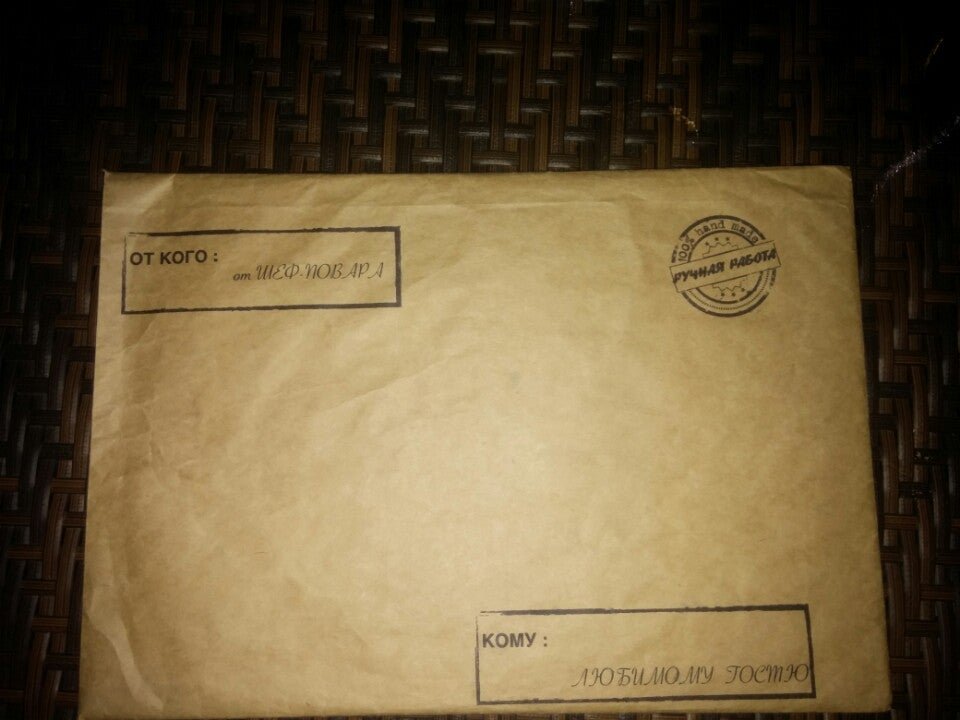 ОТ КОГО :
от ШЕФ-ПОВАРА
100% hand made
РУЧНАЯ РАБОТА
КОМУ :
ЛЮБИМОМУ ГОСТЮ